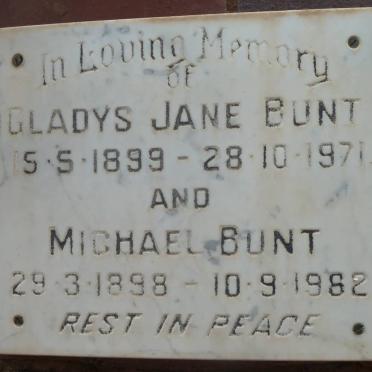 In Loving Memory
of
GLADYS JANE BUNT
15·5·1899 - 28·10·1971
AND
MICHAEL BUNT
29·3·1898 - 10·9·1982
REST IN PEACE